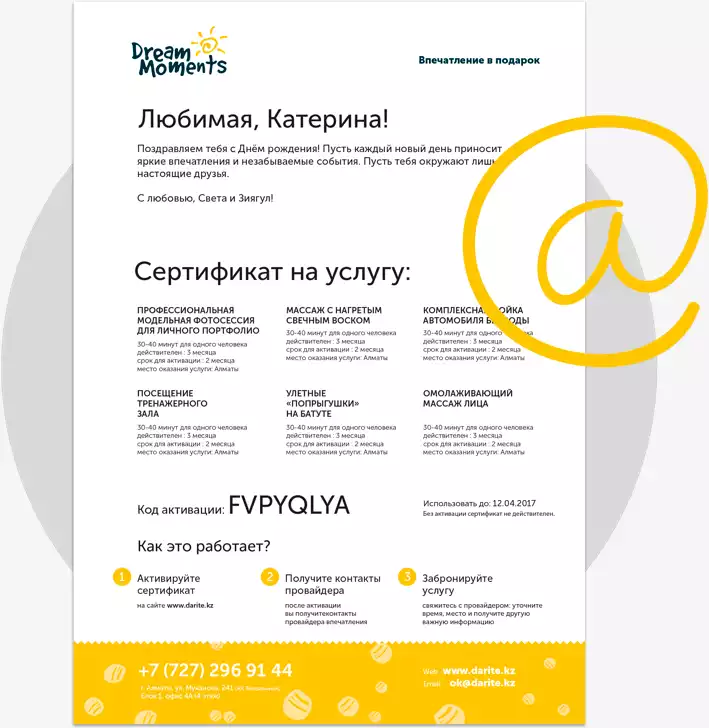 Dream
Moments
Впечатление в подарок
Любимая, Катерина!
Поздравляем тебя с Днём рождения! Пусть каждый новый день приносит
яркие впечатления и незабываемые события. Пусть тебя окружают лишь
настоящие друзья.
С любовью, Света и Зиягул!
Сертификат на услугу:
ПРОФЕССИОНАЛЬНАЯ
МОДЕЛЬНАЯ ФОТОСЕССИЯ
ДЛЯ ЛИЧНОГО ПОРТФОЛИО
30-40 минут для одного человека
действителен : 3 месяца
срок для активации : 2 месяца
место оказания услуги: Алматы
МАССАЖ С НАГРЕТЫМ
СВЕЧНЫМ ВОСКОМ
30-40 минут для одного человека
действителен : 3 месяца
срок для активации : 2 месяца
место оказания услуги: Алматы
КОМПЛЕКСНАЯ МОЙКА
АВТОМОБИЛЯ БЕЗ ВОДЫ
30-40 минут для одного человека
действителен : 3 месяца
срок для активации : 2 месяца
место оказания услуги: Алматы
ПОСЕЩЕНИЕ
ТРЕНАЖЕРНОГО
ЗАЛА
30-40 минут для одного человека
действителен : 3 месяца
срок для активации : 2 месяца
место оказания услуги: Алматы
УЛЕТНЫЕ
«ПОПРЫГУШКИ»
НА БАТУТЕ
30-40 минут для одного человека
действителен : 3 месяца
срок для активации : 2 месяца
место оказания услуги: Алматы
ОМОЛАЖИВАЮЩИЙ
МАССАЖ ЛИЦА
30-40 минут для одного человека
действителен : 3 месяца
срок для активации : 2 месяца
место оказания услуги: Алматы
Код активации: FVPYQLYA
Использовать до: 12.04.2017
Без активации сертификат не действителен.
Как это работает?
1 Активируйте
сертификат
на сайте www.darite.kz
2 Получите контакты
провайдера
после активации
вы получитеконтакты
провайдера впечатления
3 Забронируйте
услугу
свяжитесь с провайдером: уточните
время, место и получите другую
важную информацию
+7 (727) 296 91 44
г. Алматы, ул. Муканова, 241
Блок 1, офис 4А (4 этаж)
Web: www.darite.kz
Email: ok@darite.kz
@